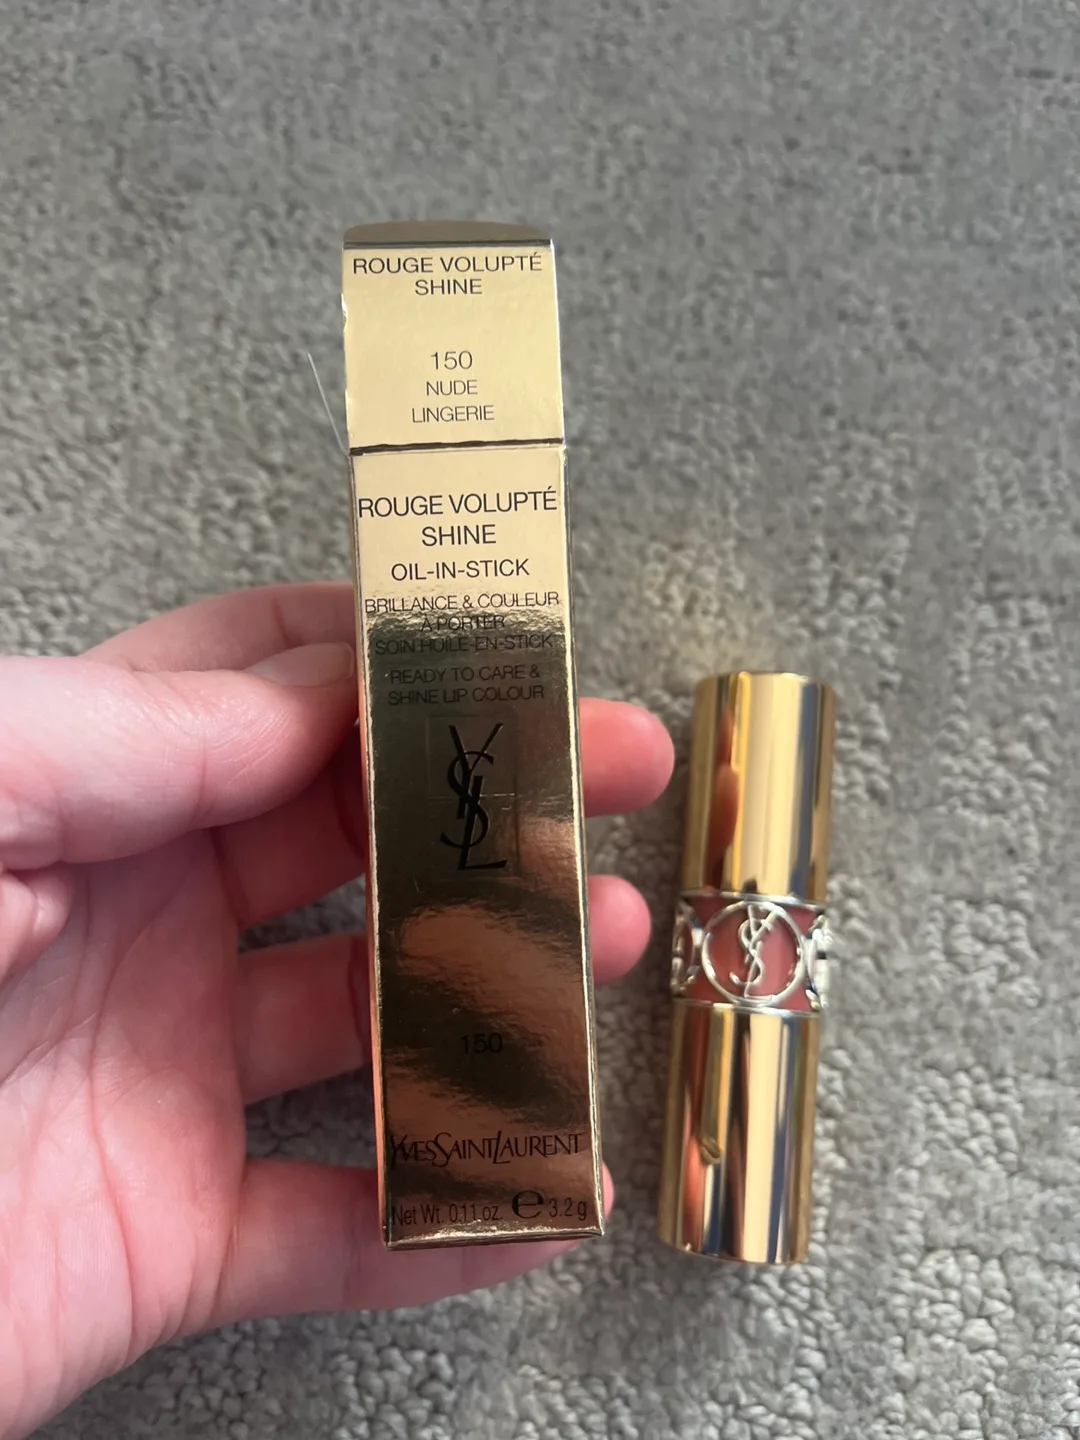 ROUGE VOLUPTÉ
SHINE
150
NUDE
LINGERIE
ROUGE VOLUPTÉ
SHINE
OIL-IN-STICK
BRILLANCE & COULEUR
À PORTER
SOIN HUILE-EN-STICK
READY TO CARE &
SHINE LIP COLOUR
YSL
150
YVESSAINTLAURENT
Net Wt. 0.11 oz. e 3.2 g
YSL